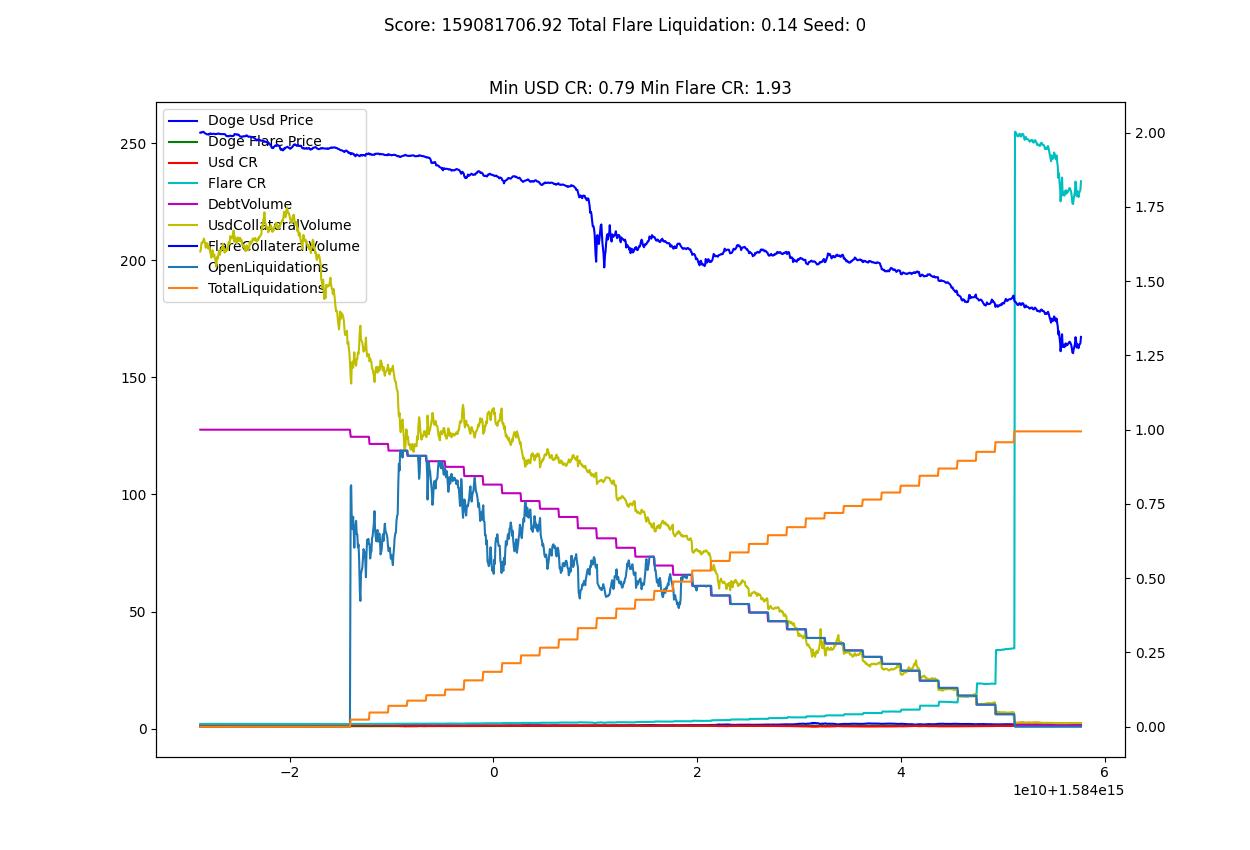 Score: 159081706.92 Total Flare Liquidation: 0.14 Seed: 0
Min USD CR: 0.79 Min Flare CR: 1.93
Doge Usd Price
Doge Flare Price
Usd CR
Flare CR
DebtVolume
UsdCollateralVolume
FlareCollateralVolume
OpenLiquidations
TotalLiquidations
250
200
150
100
50
0
2.00
1.75
1.50
1.25
1.00
0.75
0.50
0.25
0.00
−2
0
2
4
6
1e10+1.584e15